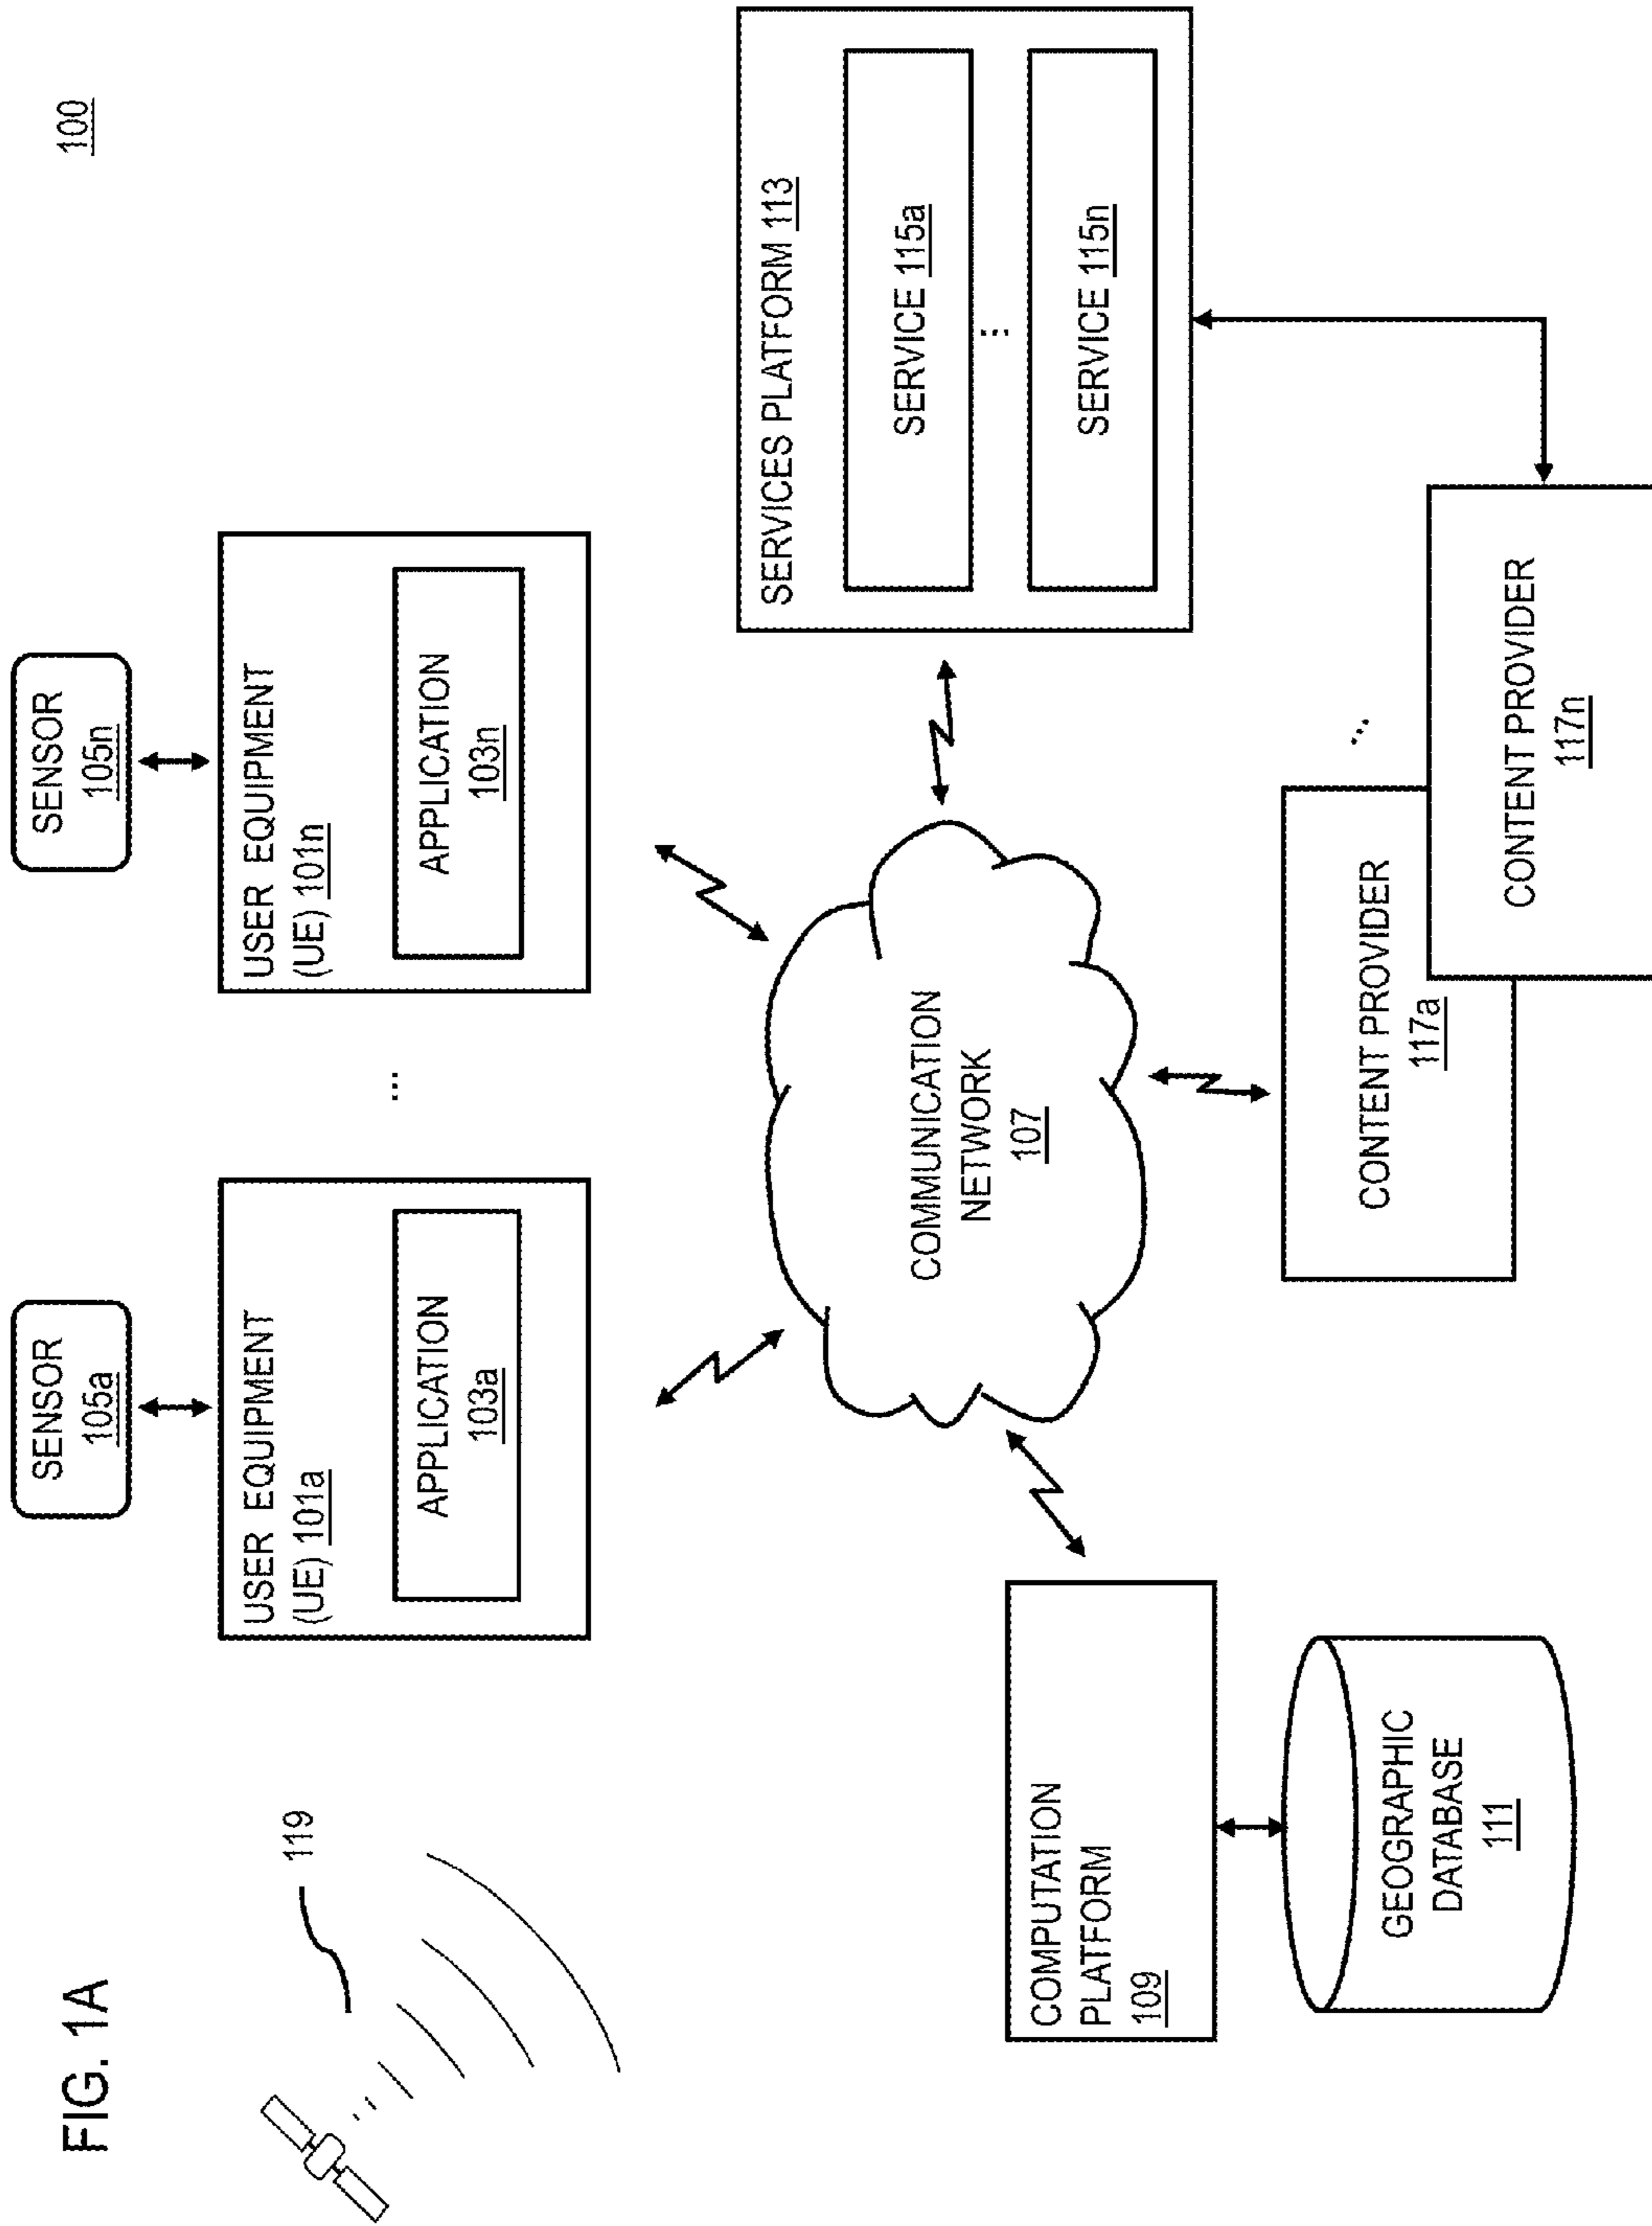 FIG. 1A
100
119
SENSOR
105a
SENSOR
105n
USER EQUIPMENT
(UE) 101a
APPLICATION
103a
...
USER EQUIPMENT
(UE) 101n
APPLICATION
103n
COMMUNICATION
NETWORK
107
SERVICES PLATFORM 113
SERVICE 115a
...
SERVICE 115n
COMPUTATION
PLATFORM
109
GEOGRAPHIC
DATABASE
111
CONTENT PROVIDER
117a
...
CONTENT PROVIDER
117n